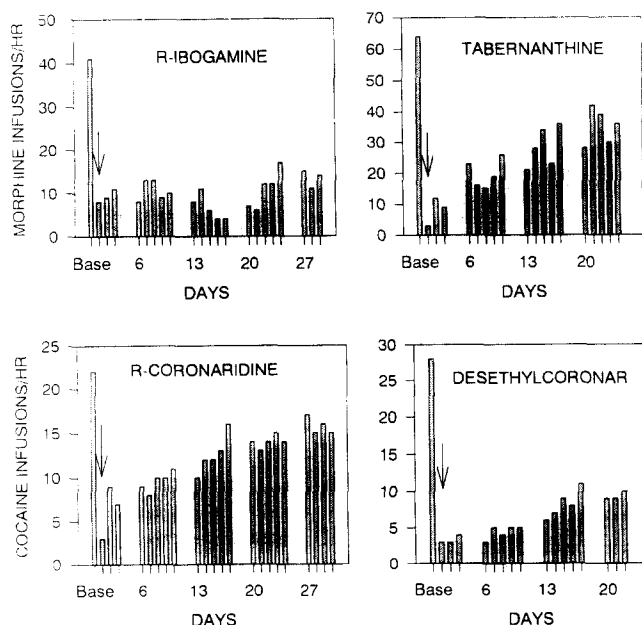 R-IBOGAMINE
MORPHINE INFUSIONS/HR
50
40
30
20
10
0
Base 6 13 20 27
DAYS
TABERNANTHINE
70
60
50
40
30
20
10
0
Base 6 13 20
DAYS
R-CORONARIDINE
COCAINE INFUSIONS/HR
25
20
15
10
5
0
Base 6 13 20 27
DAYS
DESETHYLCORONAR
30
25
20
15
10
5
0
Base 6 13 20
DAYS